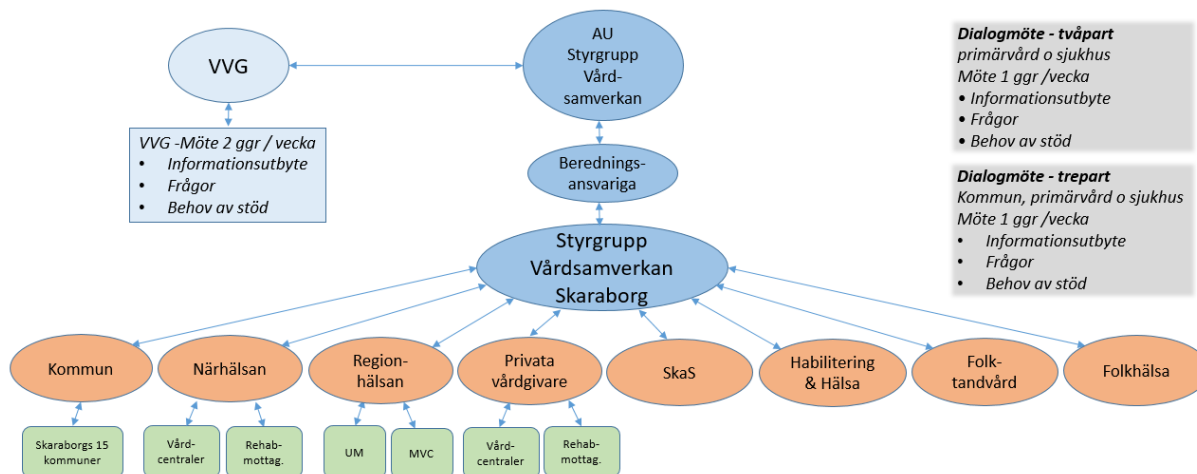 VVG
AU
Styrgrupp
Vård-
samverkan
VVG -Möte 2 ggr / vecka
• Informationsutbyte
• Frågor
• Behov av stöd
Berednings-
ansvariga
Styrgrupp
Vårdsamverkan
Skaraborg
Dialogmöte - tvåpart
primärvård o sjukhus
Möte 1 ggr /vecka
• Informationsutbyte
• Frågor
• Behov av stöd
Dialogmöte - trepart
Kommun, primärvård o sjukhus
Möte 1 ggr /vecka
• Informationsutbyte
• Frågor
• Behov av stöd
Kommun
Närhälsan
Region-
hälsan
Privata
vårdgivare
SkaS
Habilitering
& Hälsa
Folk-
tandvård
Folkhälsa
Skaraborgs 15
kommuner
Vård-
centraler
Rehab-
mottag.
UM
MVC
Vård-
centraler
Rehab-
mottag.